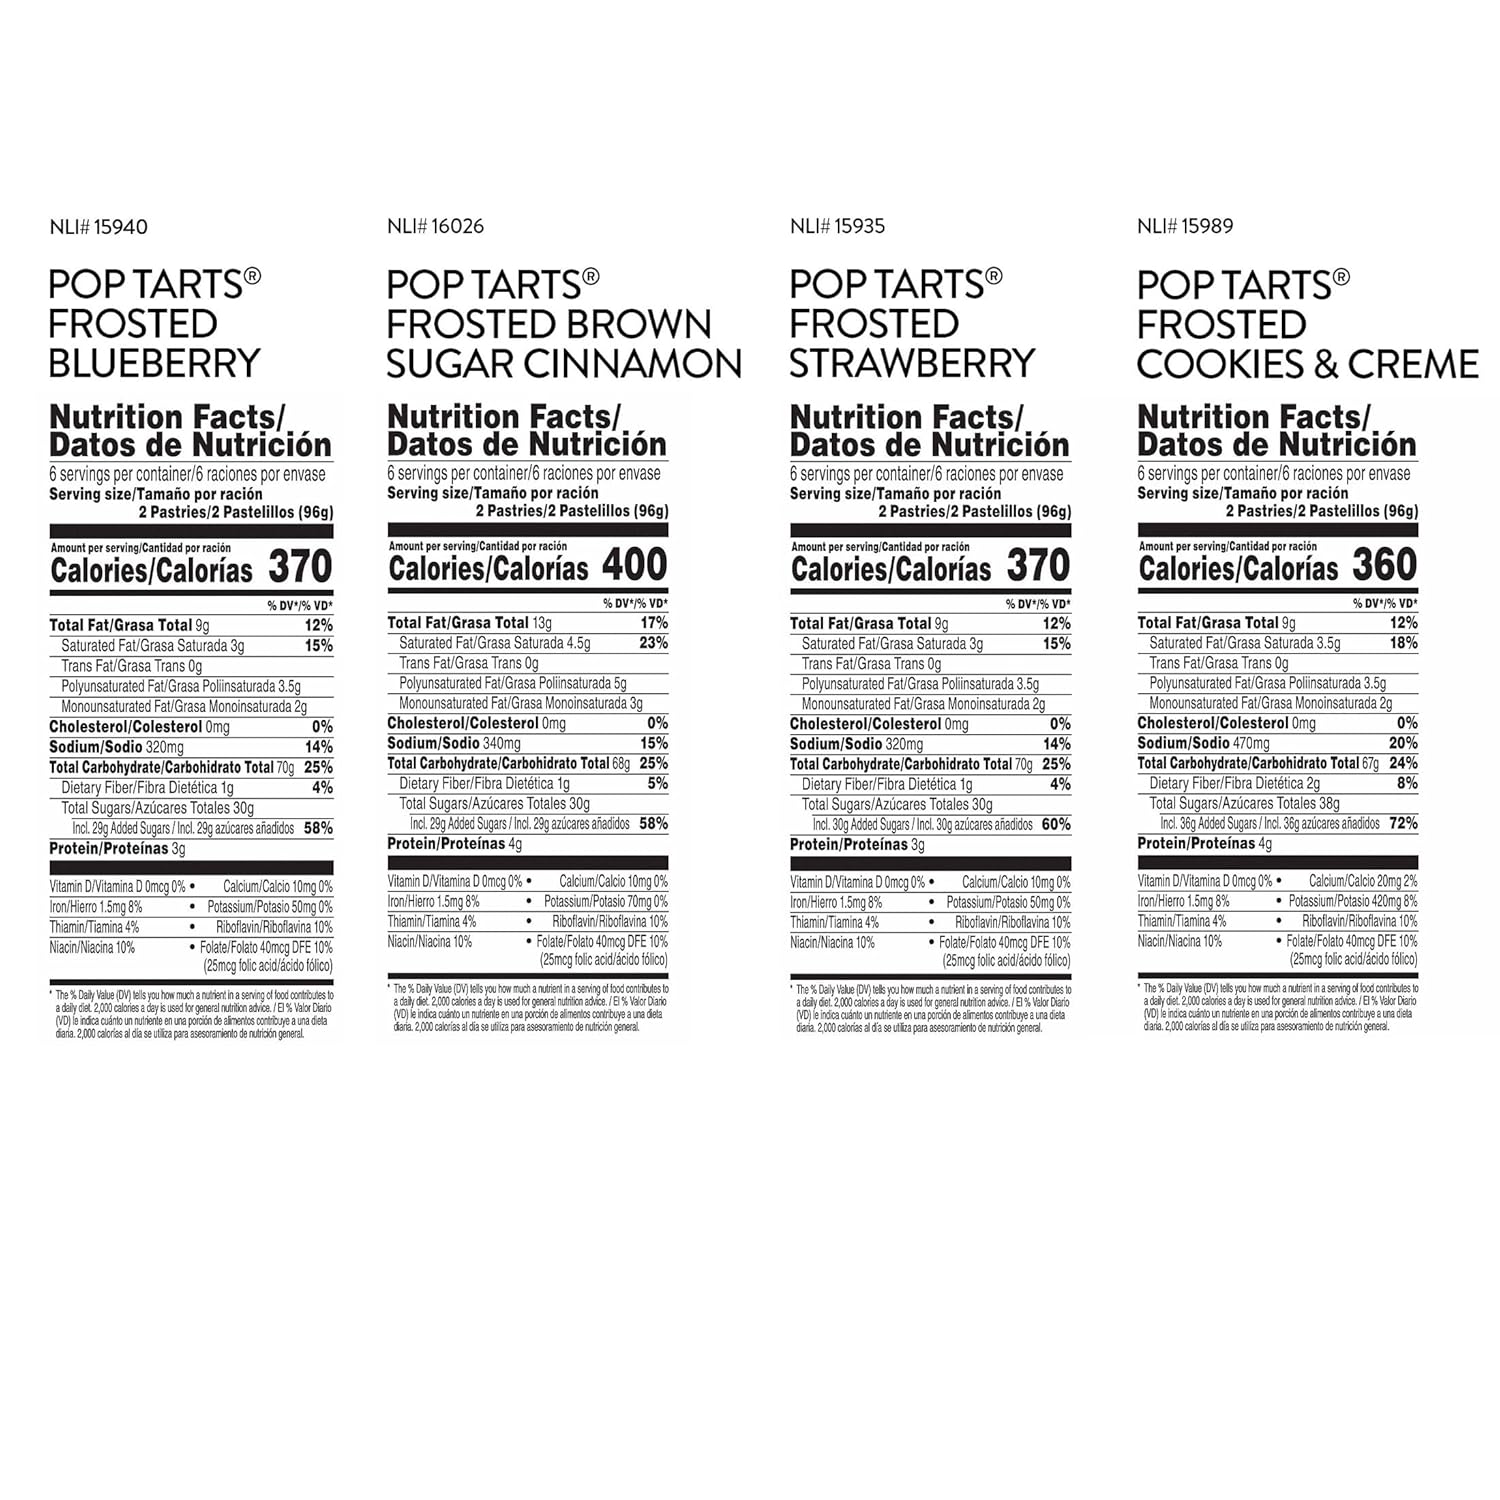 NLI# 15940
POP TARTS®
FROSTED
BLUEBERRY
Nutrition Facts/
Datos de Nutrición
6 servings per container/6 raciones por envase
Serving size/Tamaño por ración
2 Pastries/2 Pastelillos (96g)
Amount per serving/Cantidad por ración
Calories/Calorías 370
% DV*/% VD*
Total Fat/Grasa Total 9g 12%
Saturated Fat/Grasa Saturada 3g 15%
Trans Fat/Grasa Trans 0g
Polyunsaturated Fat/Grasa Poliinsaturada 3.5g
Monounsaturated Fat/Grasa Monoinsaturada 2g
Cholesterol/Colesterol 0mg 0%
Sodium/Sodio 320mg 14%
Total Carbohydrate/Carbohidrato Total 70g 25%
Dietary Fiber/Fibra Dietética 1g 4%
Total Sugars/Azúcares Totales 30g
Incl. 29g Added Sugars / Incl. 29g azúcares añadidos 58%
Protein/Proteínas 3g
Vitamin D/Vitamina D 0mcg 0% • Calcium/Calcio 10mg 0%
Iron/Hierro 1.5mg 8% • Potassium/Potasio 50mg 0%
Thiamin/Tiamina 4% • Riboflavin/Riboflavina 10%
Niacin/Niacina 10% • Folate/Folato 40mcg DFE 10%
(25mcg folic acid/ácido fólico)
* The % Daily Value (DV) tells you how much a nutrient in a serving of food contributes to
a daily diet. 2,000 calories a day is used for general nutrition advice. / El % Valor Diario
(VD) le indica cuánto un nutriente en una porción de alimentos contribuye a una dieta
diaria. 2,000 calorías al día se utiliza para asesoramiento de nutrición general.
NLI# 16026
POP TARTS®
FROSTED BROWN
SUGAR CINNAMON
Nutrition Facts/
Datos de Nutrición
6 servings per container/6 raciones por envase
Serving size/Tamaño por ración
2 Pastries/2 Pastelillos (96g)
Amount per serving/Cantidad por ración
Calories/Calorías 400
% DV*/% VD*
Total Fat/Grasa Total 13g 17%
Saturated Fat/Grasa Saturada 4.5g 23%
Trans Fat/Grasa Trans 0g
Polyunsaturated Fat/Grasa Poliinsaturada 5g
Monounsaturated Fat/Grasa Monoinsaturada 3g
Cholesterol/Colesterol 0mg 0%
Sodium/Sodio 340mg 15%
Total Carbohydrate/Carbohidrato Total 68g 25%
Dietary Fiber/Fibra Dietética 1g 5%
Total Sugars/Azúcares Totales 30g
Incl. 29g Added Sugars / Incl. 29g azúcares añadidos 58%
Protein/Proteínas 4g
Vitamin D/Vitamina D 0mcg 0% • Calcium/Calcio 10mg 0%
Iron/Hierro 1.5mg 8% • Potassium/Potasio 70mg 0%
Thiamin/Tiamina 4% • Riboflavin/Riboflavina 10%
Niacin/Niacina 10% • Folate/Folato 40mcg DFE 10%
(25mcg folic acid/ácido fólico)
* The % Daily Value (DV) tells you how much a nutrient in a serving of food contributes to
a daily diet. 2,000 calories a day is used for general nutrition advice. / El % Valor Diario
(VD) le indica cuánto un nutriente en una porción de alimentos contribuye a una dieta
diaria. 2,000 calorías al día se utiliza para asesoramiento de nutrición general.
NLI# 15935
POP TARTS®
FROSTED
STRAWBERRY
Nutrition Facts/
Datos de Nutrición
6 servings per container/6 raciones por envase
Serving size/Tamaño por ración
2 Pastries/2 Pastelillos (96g)
Amount per serving/Cantidad por ración
Calories/Calorías 370
% DV*/% VD*
Total Fat/Grasa Total 9g 12%
Saturated Fat/Grasa Saturada 3g 15%
Trans Fat/Grasa Trans 0g
Polyunsaturated Fat/Grasa Poliinsaturada 3.5g
Monounsaturated Fat/Grasa Monoinsaturada 2g
Cholesterol/Colesterol 0mg 0%
Sodium/Sodio 320mg 14%
Total Carbohydrate/Carbohidrato Total 70g 25%
Dietary Fiber/Fibra Dietética 1g 4%
Total Sugars/Azúcares Totales 30g
Incl. 30g Added Sugars / Incl. 30g azúcares añadidos 60%
Protein/Proteínas 3g
Vitamin D/Vitamina D 0mcg 0% • Calcium/Calcio 10mg 0%
Iron/Hierro 1.5mg 8% • Potassium/Potasio 50mg 0%
Thiamin/Tiamina 4% • Riboflavin/Riboflavina 10%
Niacin/Niacina 10% • Folate/Folato 40mcg DFE 10%
(25mcg folic acid/ácido fólico)
* The % Daily Value (DV) tells you how much a nutrient in a serving of food contributes to
a daily diet. 2,000 calories a day is used for general nutrition advice. / El % Valor Diario
(VD) le indica cuánto un nutriente en una porción de alimentos contribuye a una dieta
diaria. 2,000 calorías al día se utiliza para asesoramiento de nutrición general.
NLI# 15989
POP TARTS®
FROSTED
COOKIES & CREME
Nutrition Facts/
Datos de Nutrición
6 servings per container/6 raciones por envase
Serving size/Tamaño por ración
2 Pastries/2 Pastelillos (96g)
Amount per serving/Cantidad por ración
Calories/Calorías 360
% DV*/% VD*
Total Fat/Grasa Total 9g 12%
Saturated Fat/Grasa Saturada 3.5g 18%
Trans Fat/Grasa Trans 0g
Polyunsaturated Fat/Grasa Poliinsaturada 3.5g
Monounsaturated Fat/Grasa Monoinsaturada 2g
Cholesterol/Colesterol 0mg 0%
Sodium/Sodio 470mg 20%
Total Carbohydrate/Carbohidrato Total 67g 24%
Dietary Fiber/Fibra Dietética 2g 8%
Total Sugars/Azúcares Totales 38g
Incl. 36g Added Sugars / Incl. 36g azúcares añadidos 72%
Protein/Proteínas 4g
Vitamin D/Vitamina D 0mcg 0% • Calcium/Calcio 20mg 2%
Iron/Hierro 1.5mg 8% • Potassium/Potasio 420mg 8%
Thiamin/Tiamina 4% • Riboflavin/Riboflavina 10%
Niacin/Niacina 10% • Folate/Folato 40mcg DFE 10%
(25mcg folic acid/ácido fólico)
* The % Daily Value (DV) tells you how much a nutrient in a serving of food contributes to
a daily diet. 2,000 calories a day is used for general nutrition advice. / El % Valor Diario
(VD) le indica cuánto un nutriente en una porción de alimentos contribuye a una dieta
diaria. 2,000 calorías al día se utiliza para asesoramiento de nutrición general.